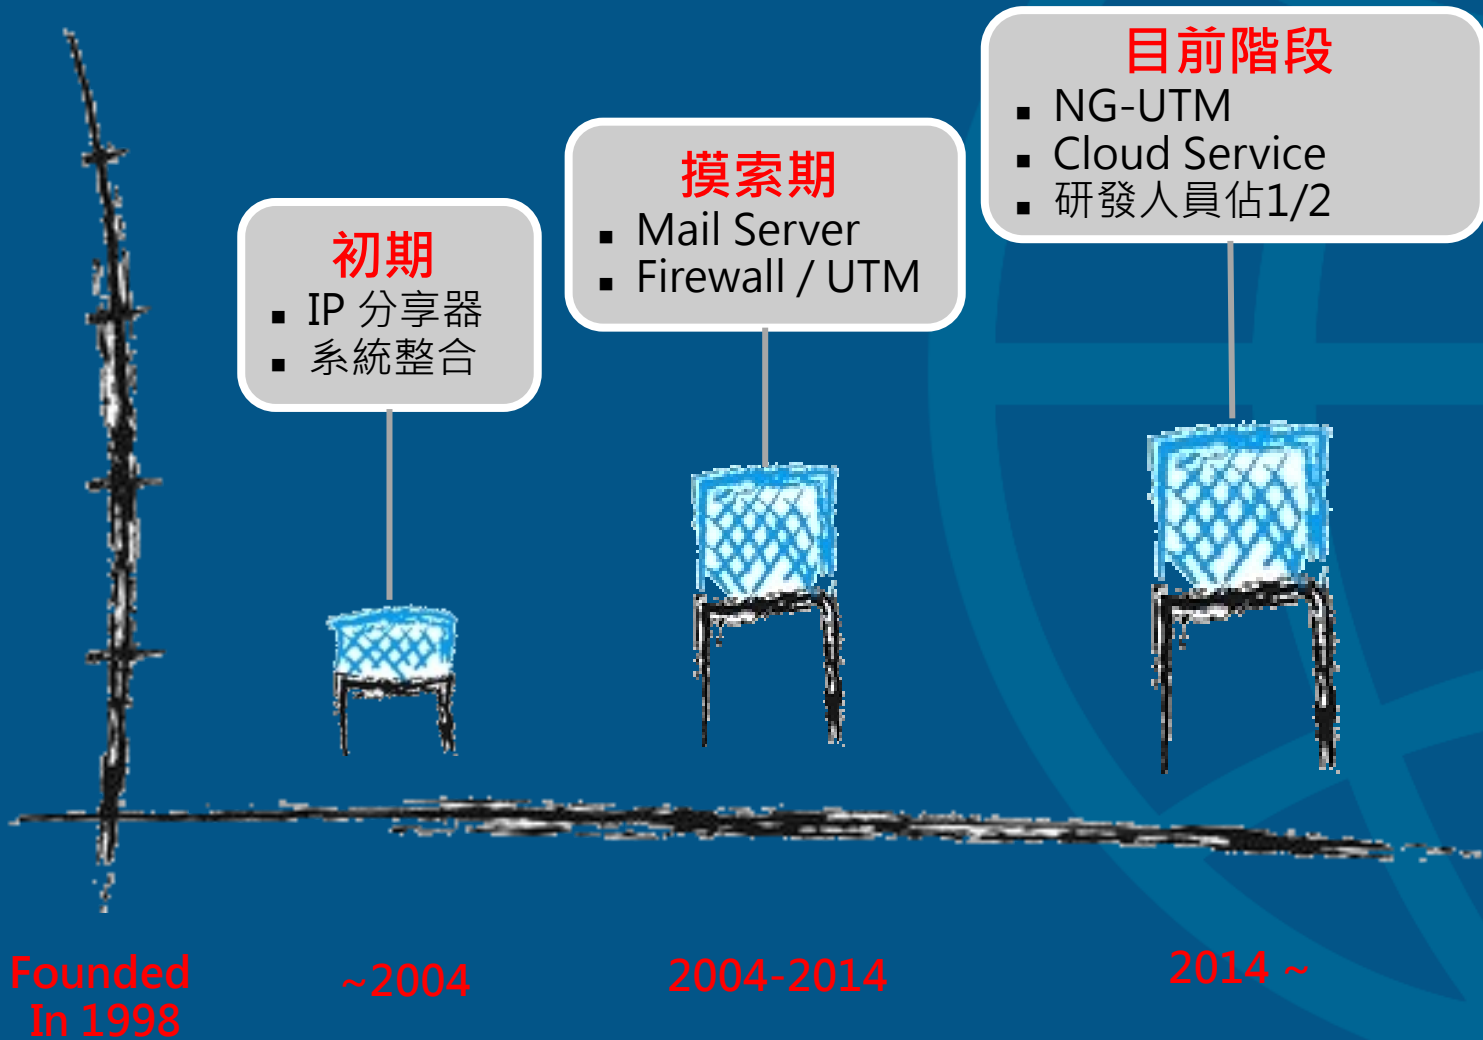 初期
▪ IP 分享器
▪ 系統整合
摸索期
▪ Mail Server
▪ Firewall / UTM
目前階段
▪ NG-UTM
▪ Cloud Service
▪ 研發人員佔1/2
Founded
In 1998
~2004
2004-2014
2014 ~